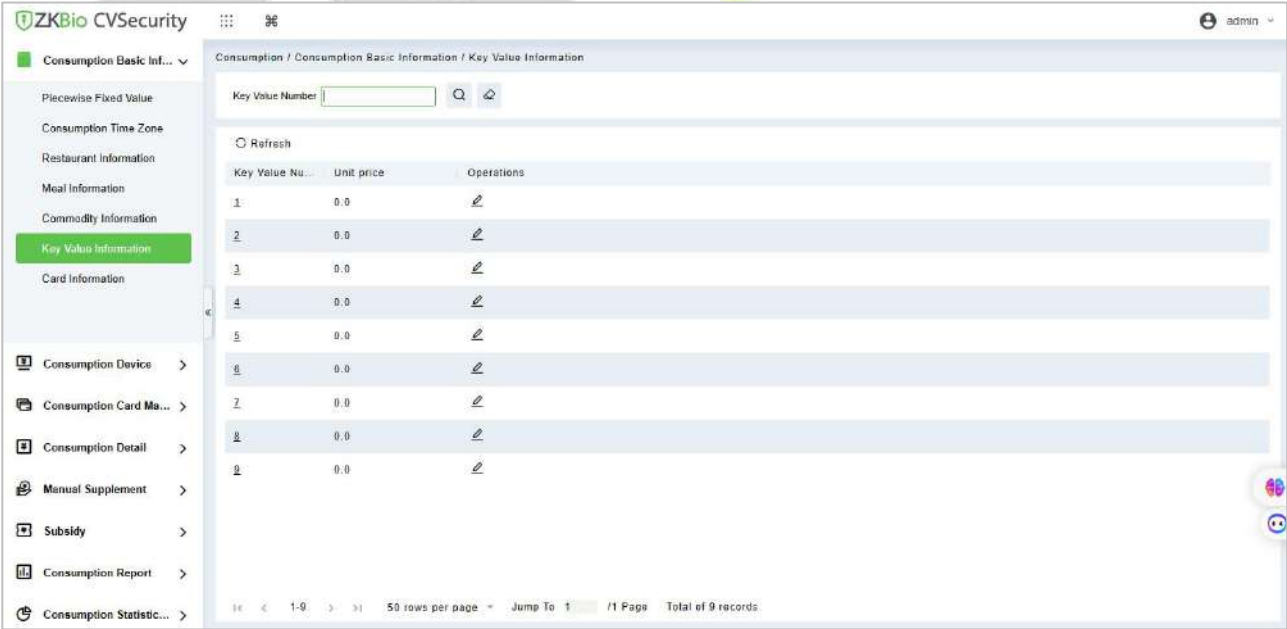 ZKBio CVSecurity
admin
Consumption Basic Inf...
Piecewise Fixed Value
Consumption Time Zone
Restaurant Information
Meal Information
Commodity Information
Key Value Information
Card Information
Consumption Device
Consumption Card Ma...
Consumption Detail
Manual Supplement
Subsidy
Consumption Report
Consumption Statistic...
Consumption / Consumption Basic Information / Key Value Information
Key Value Number
Refresh
Key Value Nu... Unit price Operations
1 0.0
2 0.0
3 0.0
4 0.0
5 0.0
6 0.0
7 0.0
8 0.0
9 0.0
1-9 50 rows per page Jump To 1 /1 Page Total of 9 records